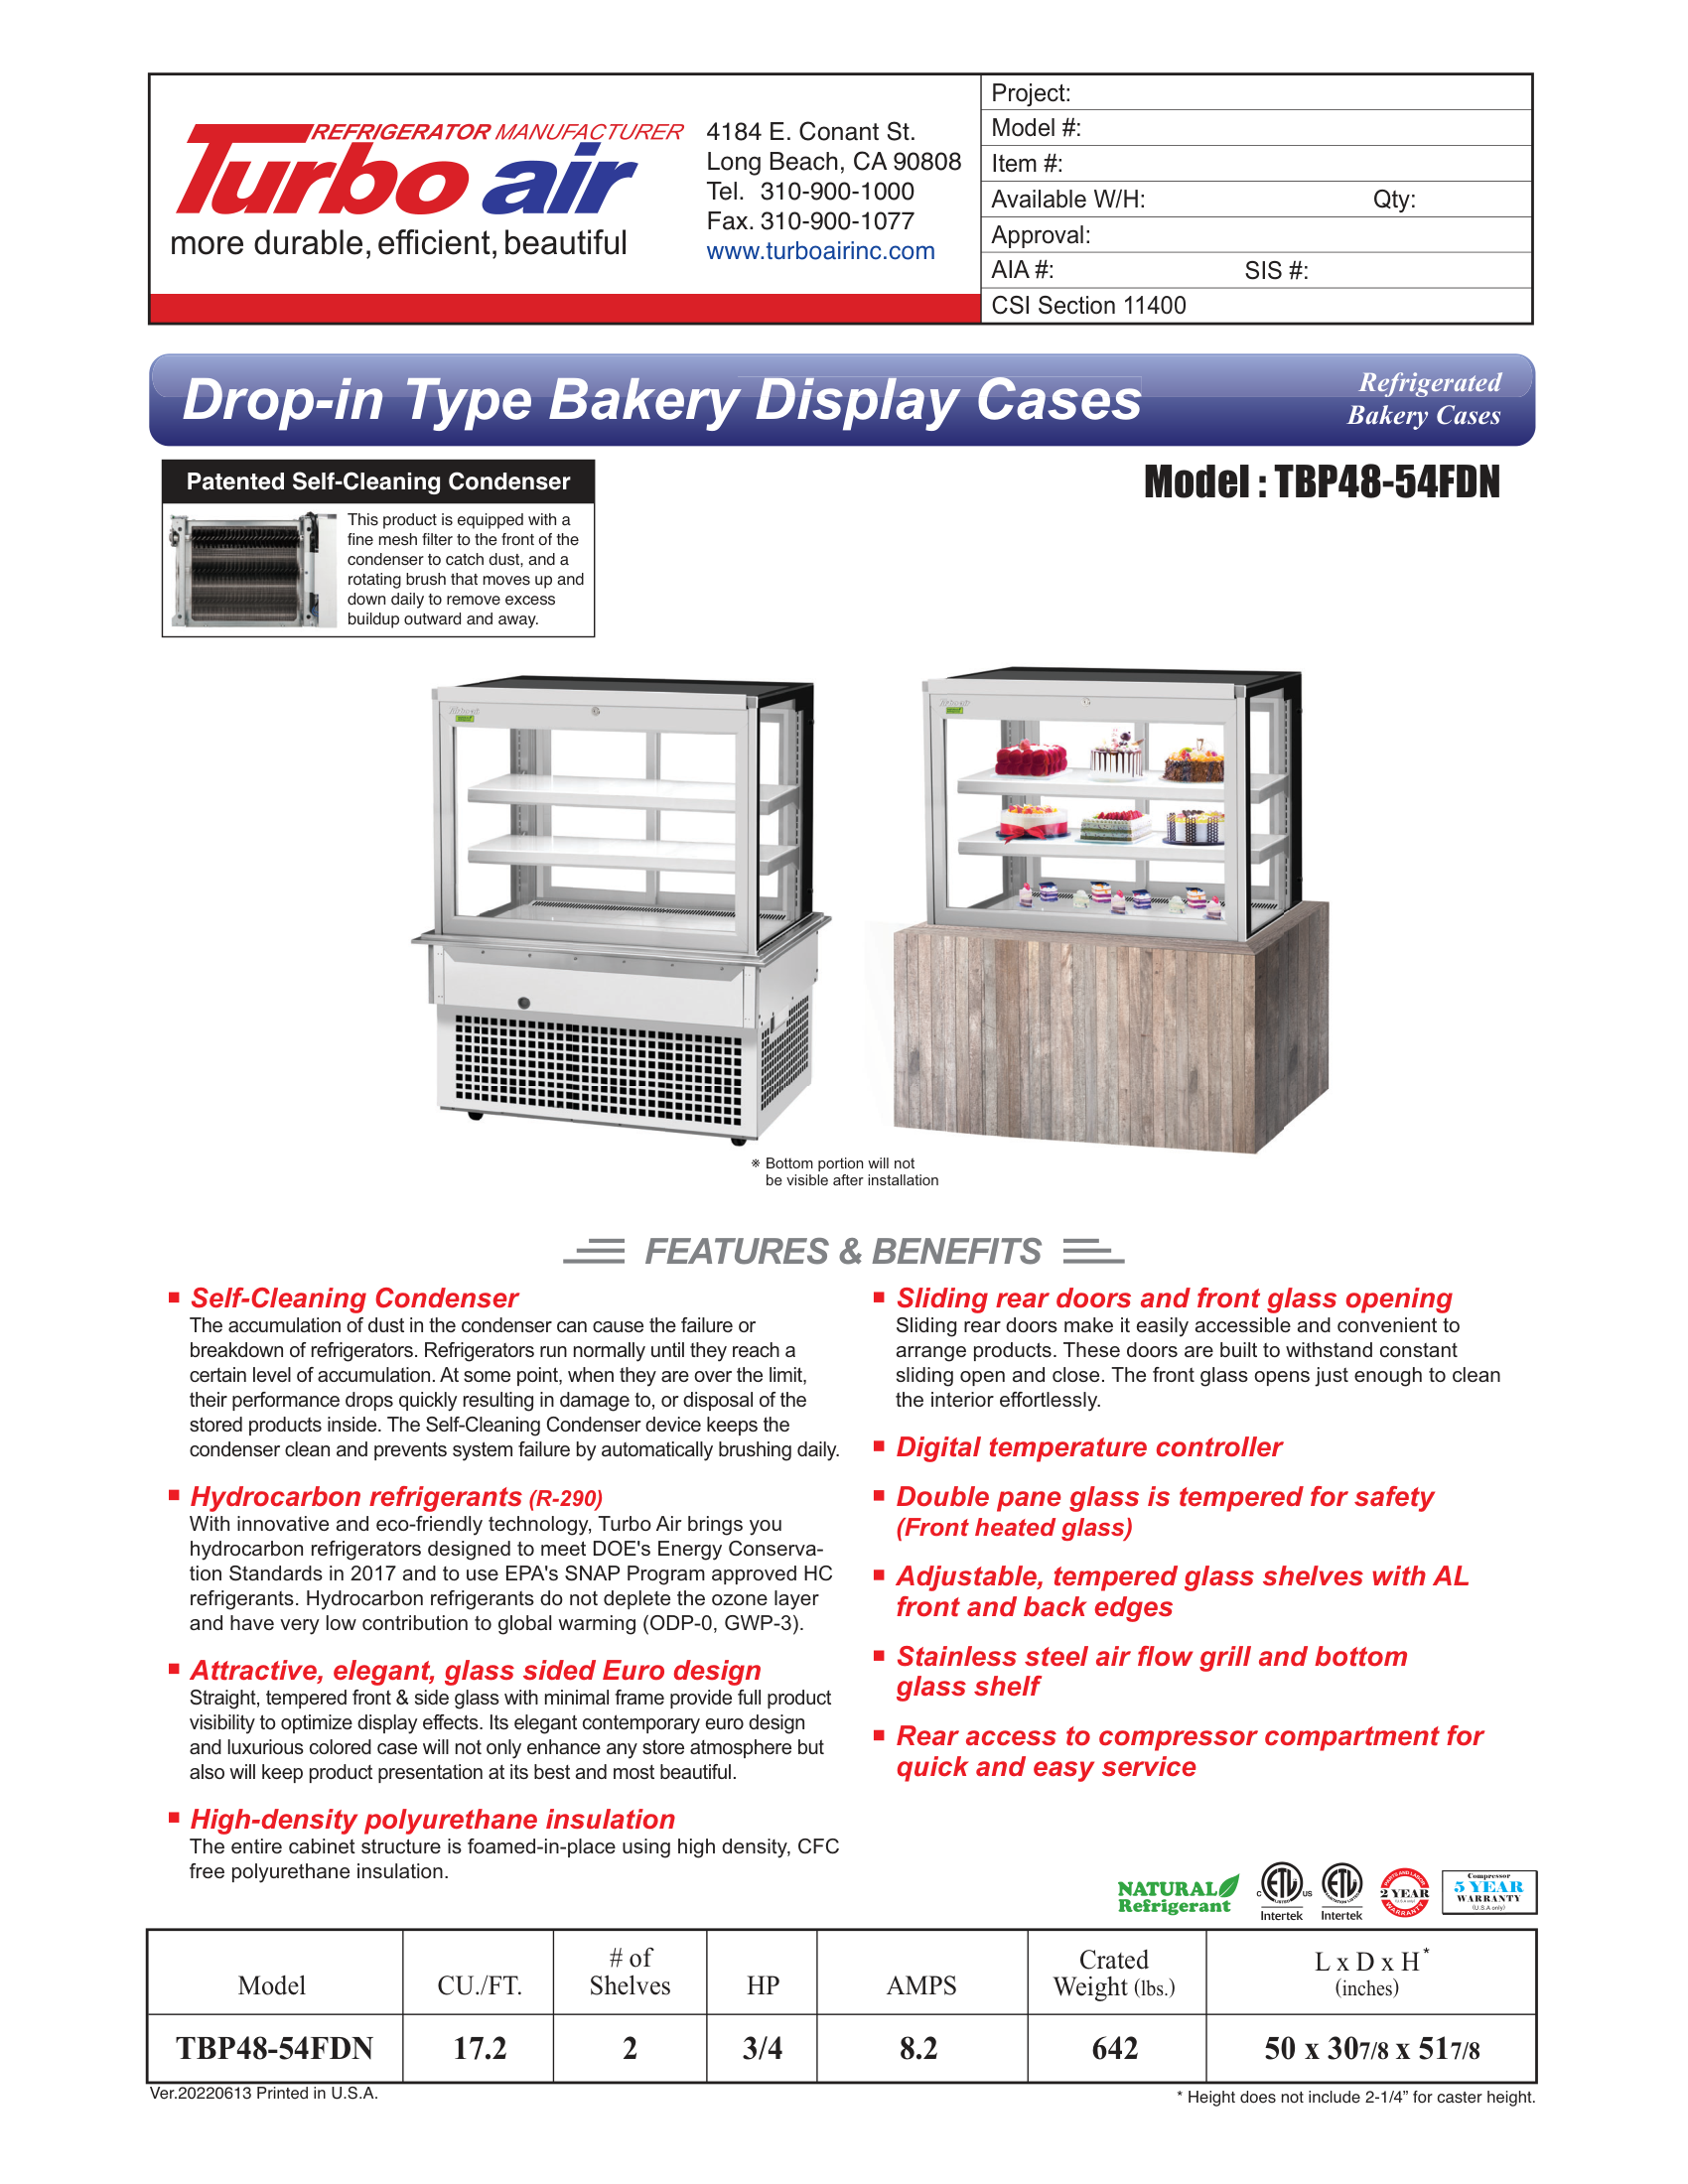 REFRIGERATOR MANUFACTURER
Turbo air
more durable, efficient, beautiful
4184 E. Conant St.
Long Beach, CA 90808
Tel. 310-900-1000
Fax. 310-900-1077
www.turboairinc.com
Project:
Model #:
Item #:
Available W/H: Qty:
Approval:
AIA #: SIS #:
CSI Section 11400
Drop-in Type Bakery Display Cases
Refrigerated
Bakery Cases
Patented Self-Cleaning Condenser
This product is equipped with a
fine mesh filter to the front of the
condenser to catch dust, and a
rotating brush that moves up and
down daily to remove excess
buildup outward and away.
Model : TBP48-54FDN
※ Bottom portion will not
be visible after installation
FEATURES & BENEFITS
■ Self-Cleaning Condenser
The accumulation of dust in the condenser can cause the failure or
breakdown of refrigerators. Refrigerators run normally until they reach a
certain level of accumulation. At some point, when they are over the limit,
their performance drops quickly resulting in damage to, or disposal of the
stored products inside. The Self-Cleaning Condenser device keeps the
condenser clean and prevents system failure by automatically brushing daily.
■ Hydrocarbon refrigerants (R-290)
With innovative and eco-friendly technology, Turbo Air brings you
hydrocarbon refrigerators designed to meet DOE's Energy Conserva-
tion Standards in 2017 and to use EPA's SNAP Program approved HC
refrigerants. Hydrocarbon refrigerants do not deplete the ozone layer
and have very low contribution to global warming (ODP-0, GWP-3).
■ Attractive, elegant, glass sided Euro design
Straight, tempered front & side glass with minimal frame provide full product
visibility to optimize display effects. Its elegant contemporary euro design
and luxurious colored case will not only enhance any store atmosphere but
also will keep product presentation at its best and most beautiful.
■ High-density polyurethane insulation
The entire cabinet structure is foamed-in-place using high density, CFC
free polyurethane insulation.
■ Sliding rear doors and front glass opening
Sliding rear doors make it easily accessible and convenient to
arrange products. These doors are built to withstand constant
sliding open and close. The front glass opens just enough to clean
the interior effortlessly.
■ Digital temperature controller
■ Double pane glass is tempered for safety
(Front heated glass)
■ Adjustable, tempered glass shelves with AL
front and back edges
■ Stainless steel air flow grill and bottom
glass shelf
■ Rear access to compressor compartment for
quick and easy service
NATURAL
Refrigerant
C ETL US
Intertek
ETL
Intertek
PARTS AND LABOR
2 YEAR
(U.S.A only)
WARRANTY
Compressor
5 YEAR
WARRANTY
(U.S.A only)
Model CU./FT. # of Shelves HP AMPS Crated Weight (lbs.) L x D x H* (inches)
TBP48-54FDN 17.2 2 3/4 8.2 642 50 x 307/8 x 517/8
Ver.20220613 Printed in U.S.A.
* Height does not include 2-1/4” for caster height.